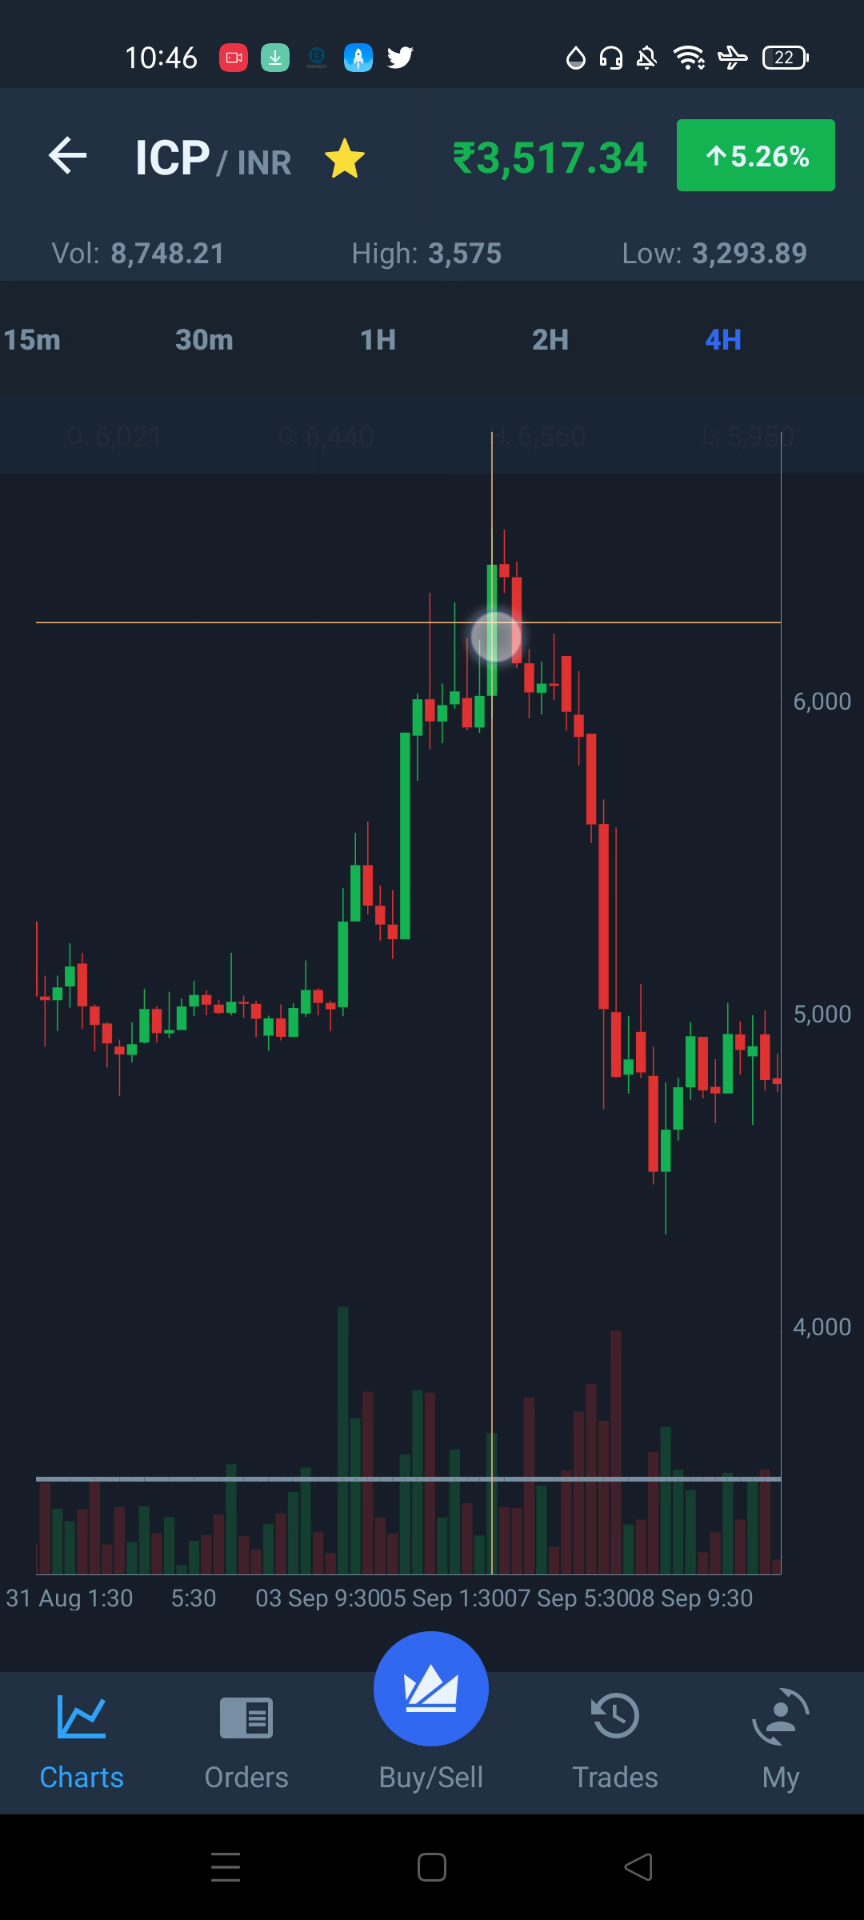 10:46 22
ICP / INR ₹3,517.34 ↑5.26%
Vol: 8,748.21 High: 3,575 Low: 3,293.89
15m 30m 1H 2H 4H
O: 6,021 C: 6,440 H: 6,560 L: 5,950
6,000
5,000
4,000
31 Aug 1:30 5:30 03 Sep 9:30 05 Sep 1:30 07 Sep 5:30 08 Sep 9:30
Charts Orders Buy/Sell Trades My